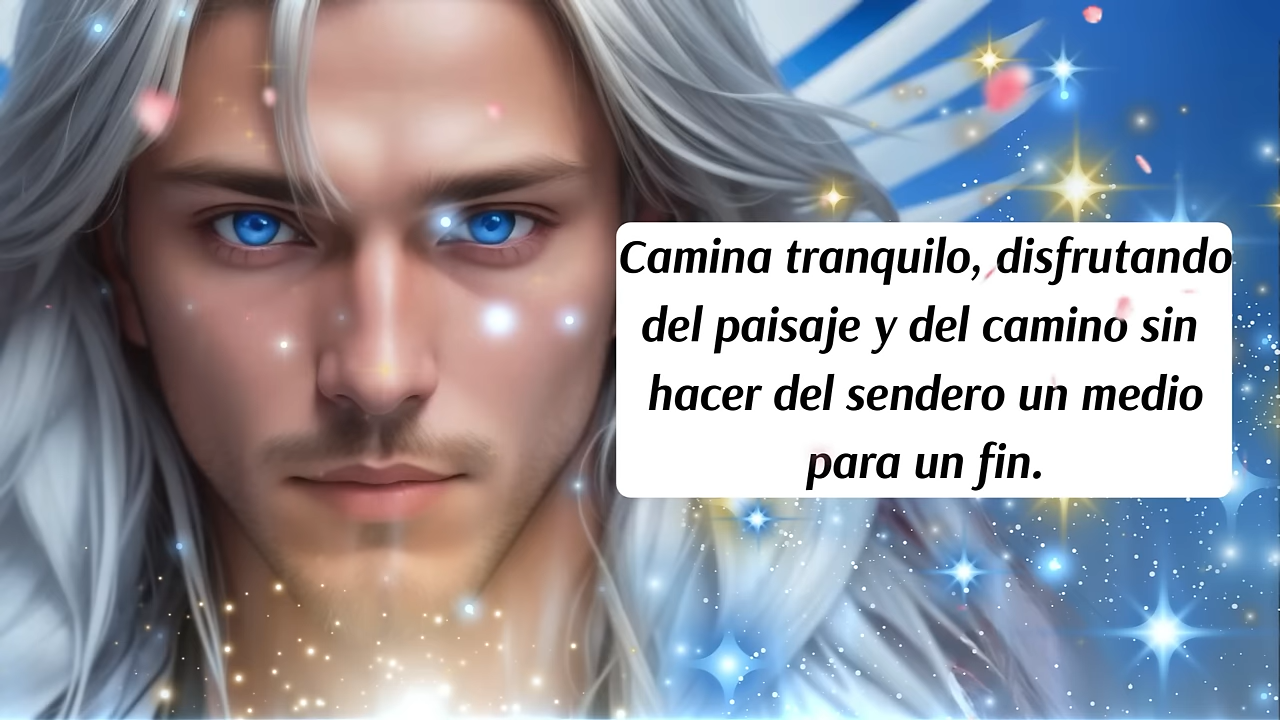 Camina tranquilo, disfrutando
del paisaje y del camino sin
hacer del sendero un medio
para un fin.